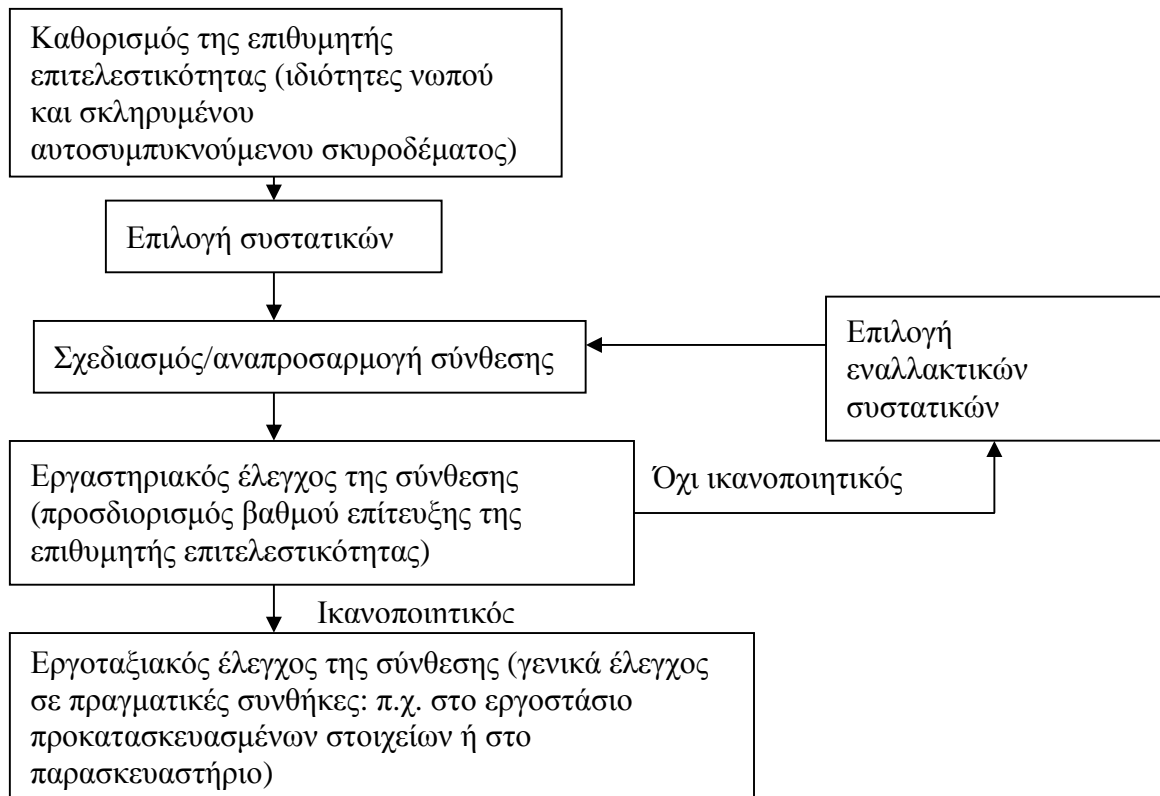 Καθορισμός της επιθυμητής
επιτελεστικότητας (ιδιότητες νωπού
και σκληρυμένου
αυτοσυμπυκνούμενου σκυροδέματος)
Επιλογή συστατικών
Σχεδιασμός/αναπροσαρμογή σύνθεσης
Επιλογή
εναλλακτικών
συστατικών
Εργαστηριακός έλεγχος της σύνθεσης
(προσδιορισμός βαθμού επίτευξης της
επιθυμητής επιτελεστικότητας)
Όχι ικανοποιητικός
Ικανοποιητικός
Εργοταξιακός έλεγχος της σύνθεσης (γενικά έλεγχος
σε πραγματικές συνθήκες: π.χ. στο εργοστάσιο
προκατασκευασμένων στοιχείων ή στο
παρασκευαστήριο)